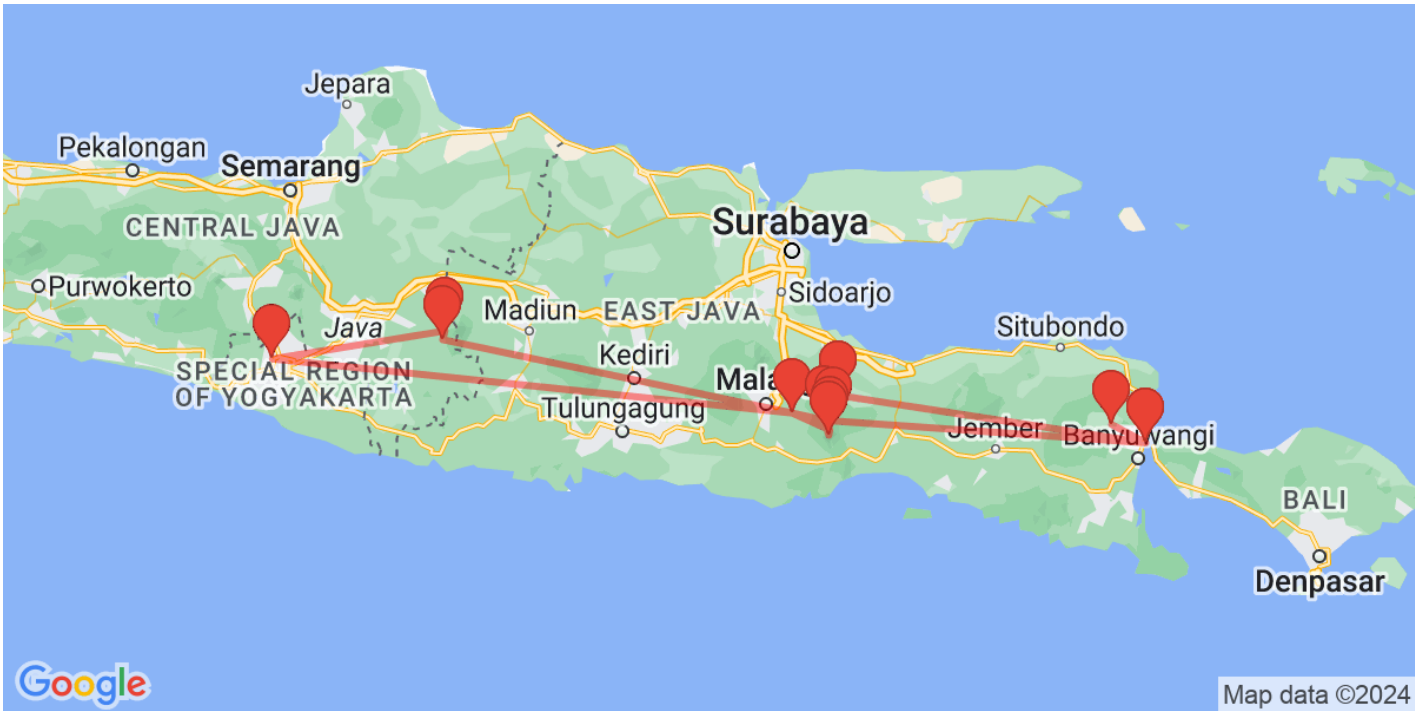 Jepara
Pekalongan
Semarang
CENTRAL JAVA
Surabaya
Purwokerto
Sidoarjo
Madiun
EAST JAVA
Java
Situbondo
Kediri
SPECIAL REGION
OF YOGYAKARTA
Mala
Tulungagung
Jember
Banyuwangi
BALI
Denpasar
Google
Map data ©2024